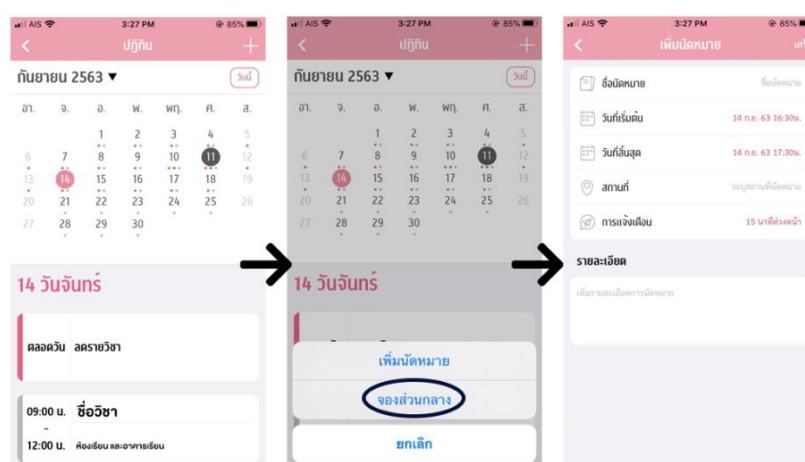 AIS 3:27 PM 85%
ปฏิทิน
กันยายน 2563 ▼ วันนี้
อา. จ. อ. พ. พฤ. ศ. ส.
1 2 3 4 5
6 7 8 9 10 11 12
13 14 15 16 17 18 19
20 21 22 23 24 25 26
27 28 29 30
14 วันจันทร์
ตลอดวัน ลดรายวิชา
09:00 น. ชื่อวิชา
-
12:00 น. ห้องเรียน และอาคารเรียน
AIS 3:27 PM 85%
ปฏิทิน
กันยายน 2563 ▼ วันนี้
อา. จ. อ. พ. พฤ. ศ. ส.
1 2 3 4 5
6 7 8 9 10 11 12
13 14 15 16 17 18 19
20 21 22 23 24 25 26
27 28 29 30
14 วันจันทร์
เพิ่มนัดหมาย
จองส่วนกลาง
ยกเลิก
AIS 3:27 PM 85%
เพิ่มนัดหมาย
ชื่อนัดหมาย ชื่อนัดหมาย
วันที่เริ่มต้น 14 ก.ย. 63 16:30น.
วันที่สิ้นสุด 14 ก.ย. 63 17:30น.
สถานที่ ระบุสถานที่นัดหมาย
การแจ้งเตือน 15 นาทีล่วงหน้า
รายละเอียด
เพิ่มรายละเอียดการนัดหมาย